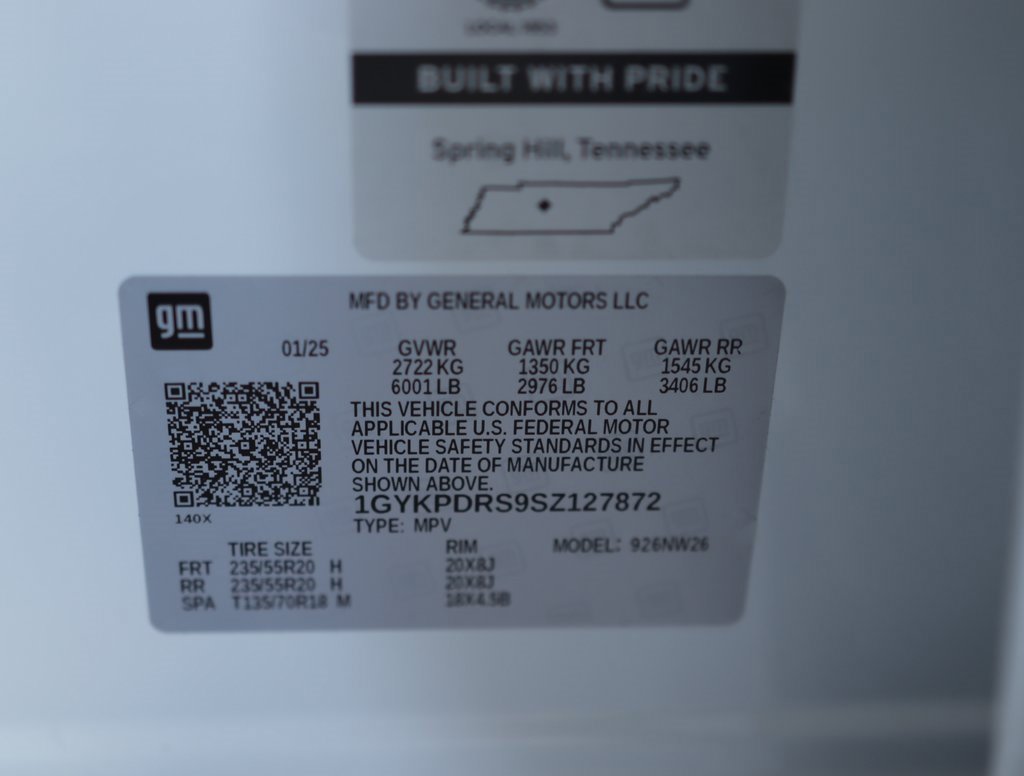 LOCAL 1853
BUILT WITH PRIDE
Spring Hill, Tennessee
gm
MFD BY GENERAL MOTORS LLC
01/25 GVWR GAWR FRT GAWR RR
2722 KG 1350 KG 1545 KG
6001 LB 2976 LB 3406 LB
THIS VEHICLE CONFORMS TO ALL
APPLICABLE U.S. FEDERAL MOTOR
VEHICLE SAFETY STANDARDS IN EFFECT
ON THE DATE OF MANUFACTURE
SHOWN ABOVE.
1GYKPDRS9SZ127872
140X
TYPE: MPV
TIRE SIZE RIM MODEL: 926NW26
FRT 235/55R20 H 20X8J
RR 235/55R20 H 20X8J
SPA T135/70R18 M 18X4.5B